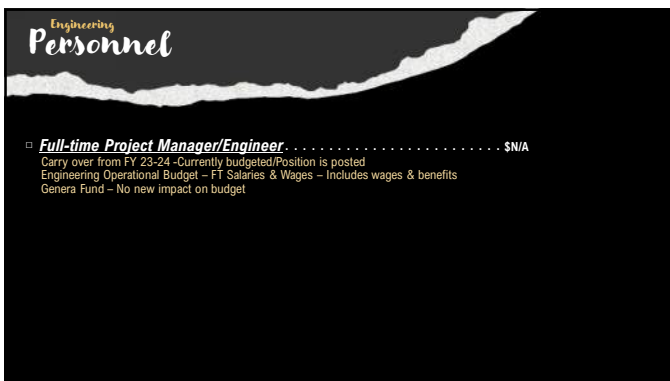 Engineering
Personnel
□ Full-time Project Manager/Engineer . . . . . . . . . . . . . . . . . . . . . . . . . $N/A
Carry over from FY 23-24 -Currently budgeted/Position is posted
Engineering Operational Budget – FT Salaries & Wages – Includes wages & benefits
Genera Fund – No new impact on budget